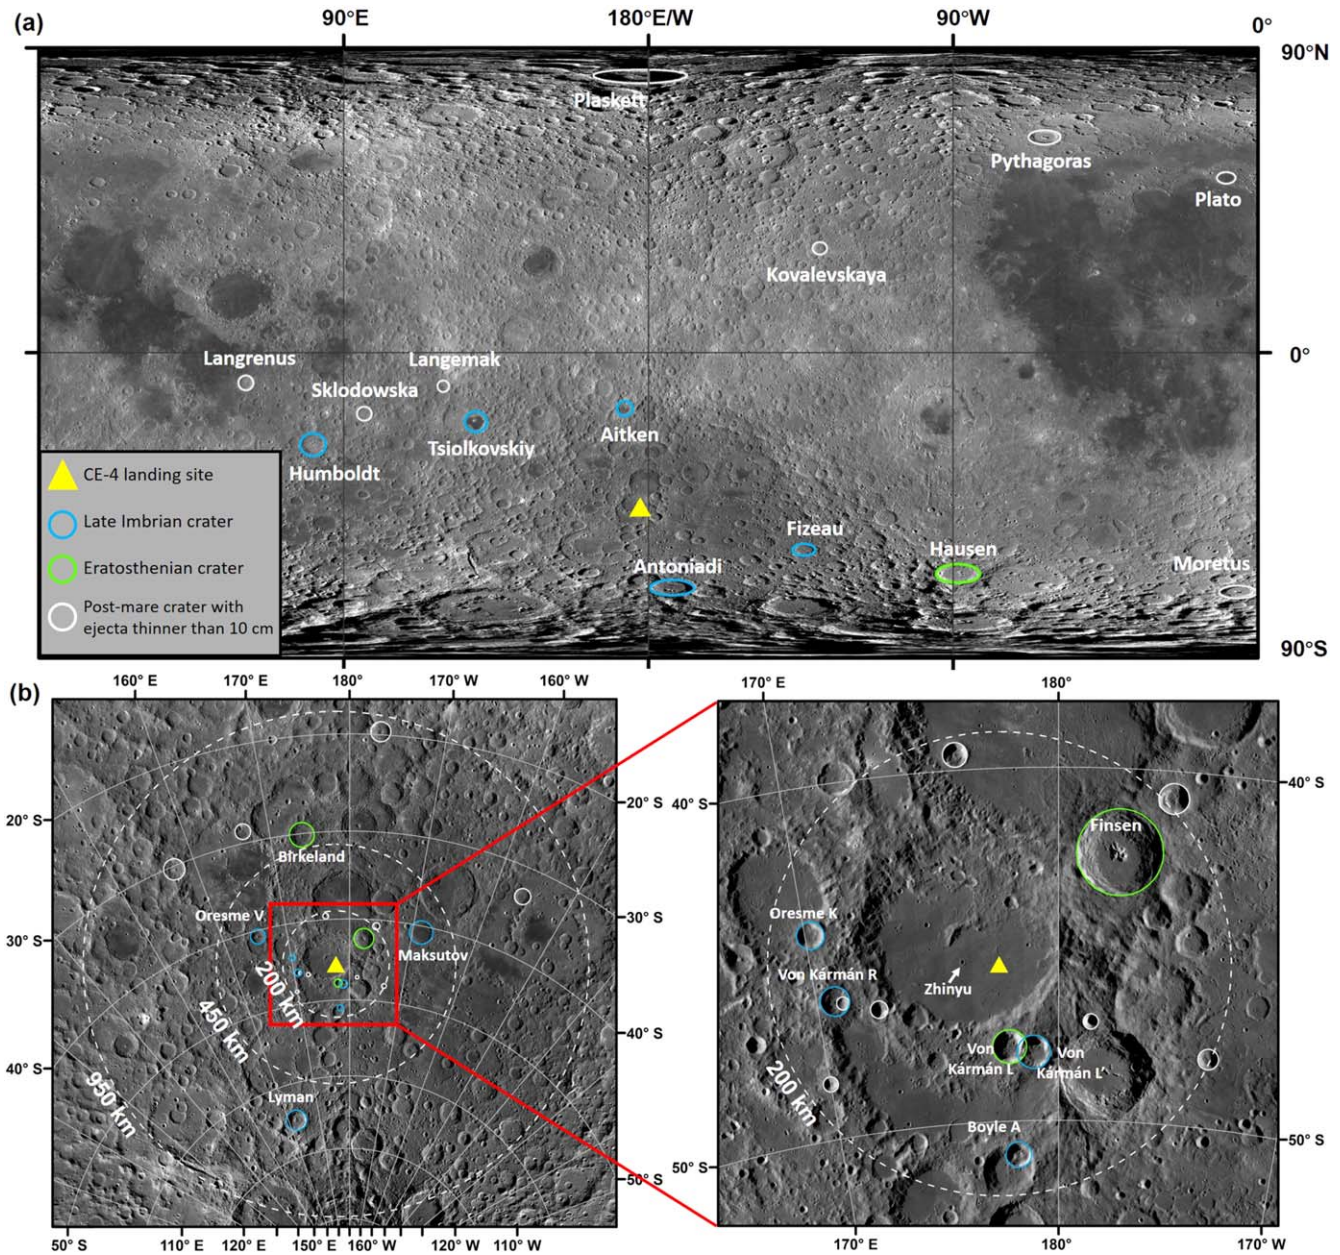 (a)
90°E
180°E/W
90°W
0°
90°N
Plaskett
Pythagoras
Plato
Kovalevskaya
0°
Langrenus
Langemak
Sklodowska
Tsiolkovskiy
Aitken
Humboldt
Fizeau
Hausen
Antoniadi
Moretus
90°S
CE-4 landing site
Late Imbrian crater
Eratosthenian crater
Post-mare crater with
ejecta thinner than 10 cm
(b)
160° E
170° E
180°
170° W
160° W
20° S
30° S
40° S
20° S
30° S
40° S
50° S
Birkeland
Oresme V
Maksutov
Lyman
200 km
450 km
950 km
50° S
110° E
120° E
150° E
160° W
120° W
110° W
170° E
180°
40° S
50° S
40° S
50° S
Finsen
Oresme K
Von Kármán R
Zhinyu
Von
Kármán L
Von
Kármán L'
Boyle A
200 km
170° E
180°
170° W